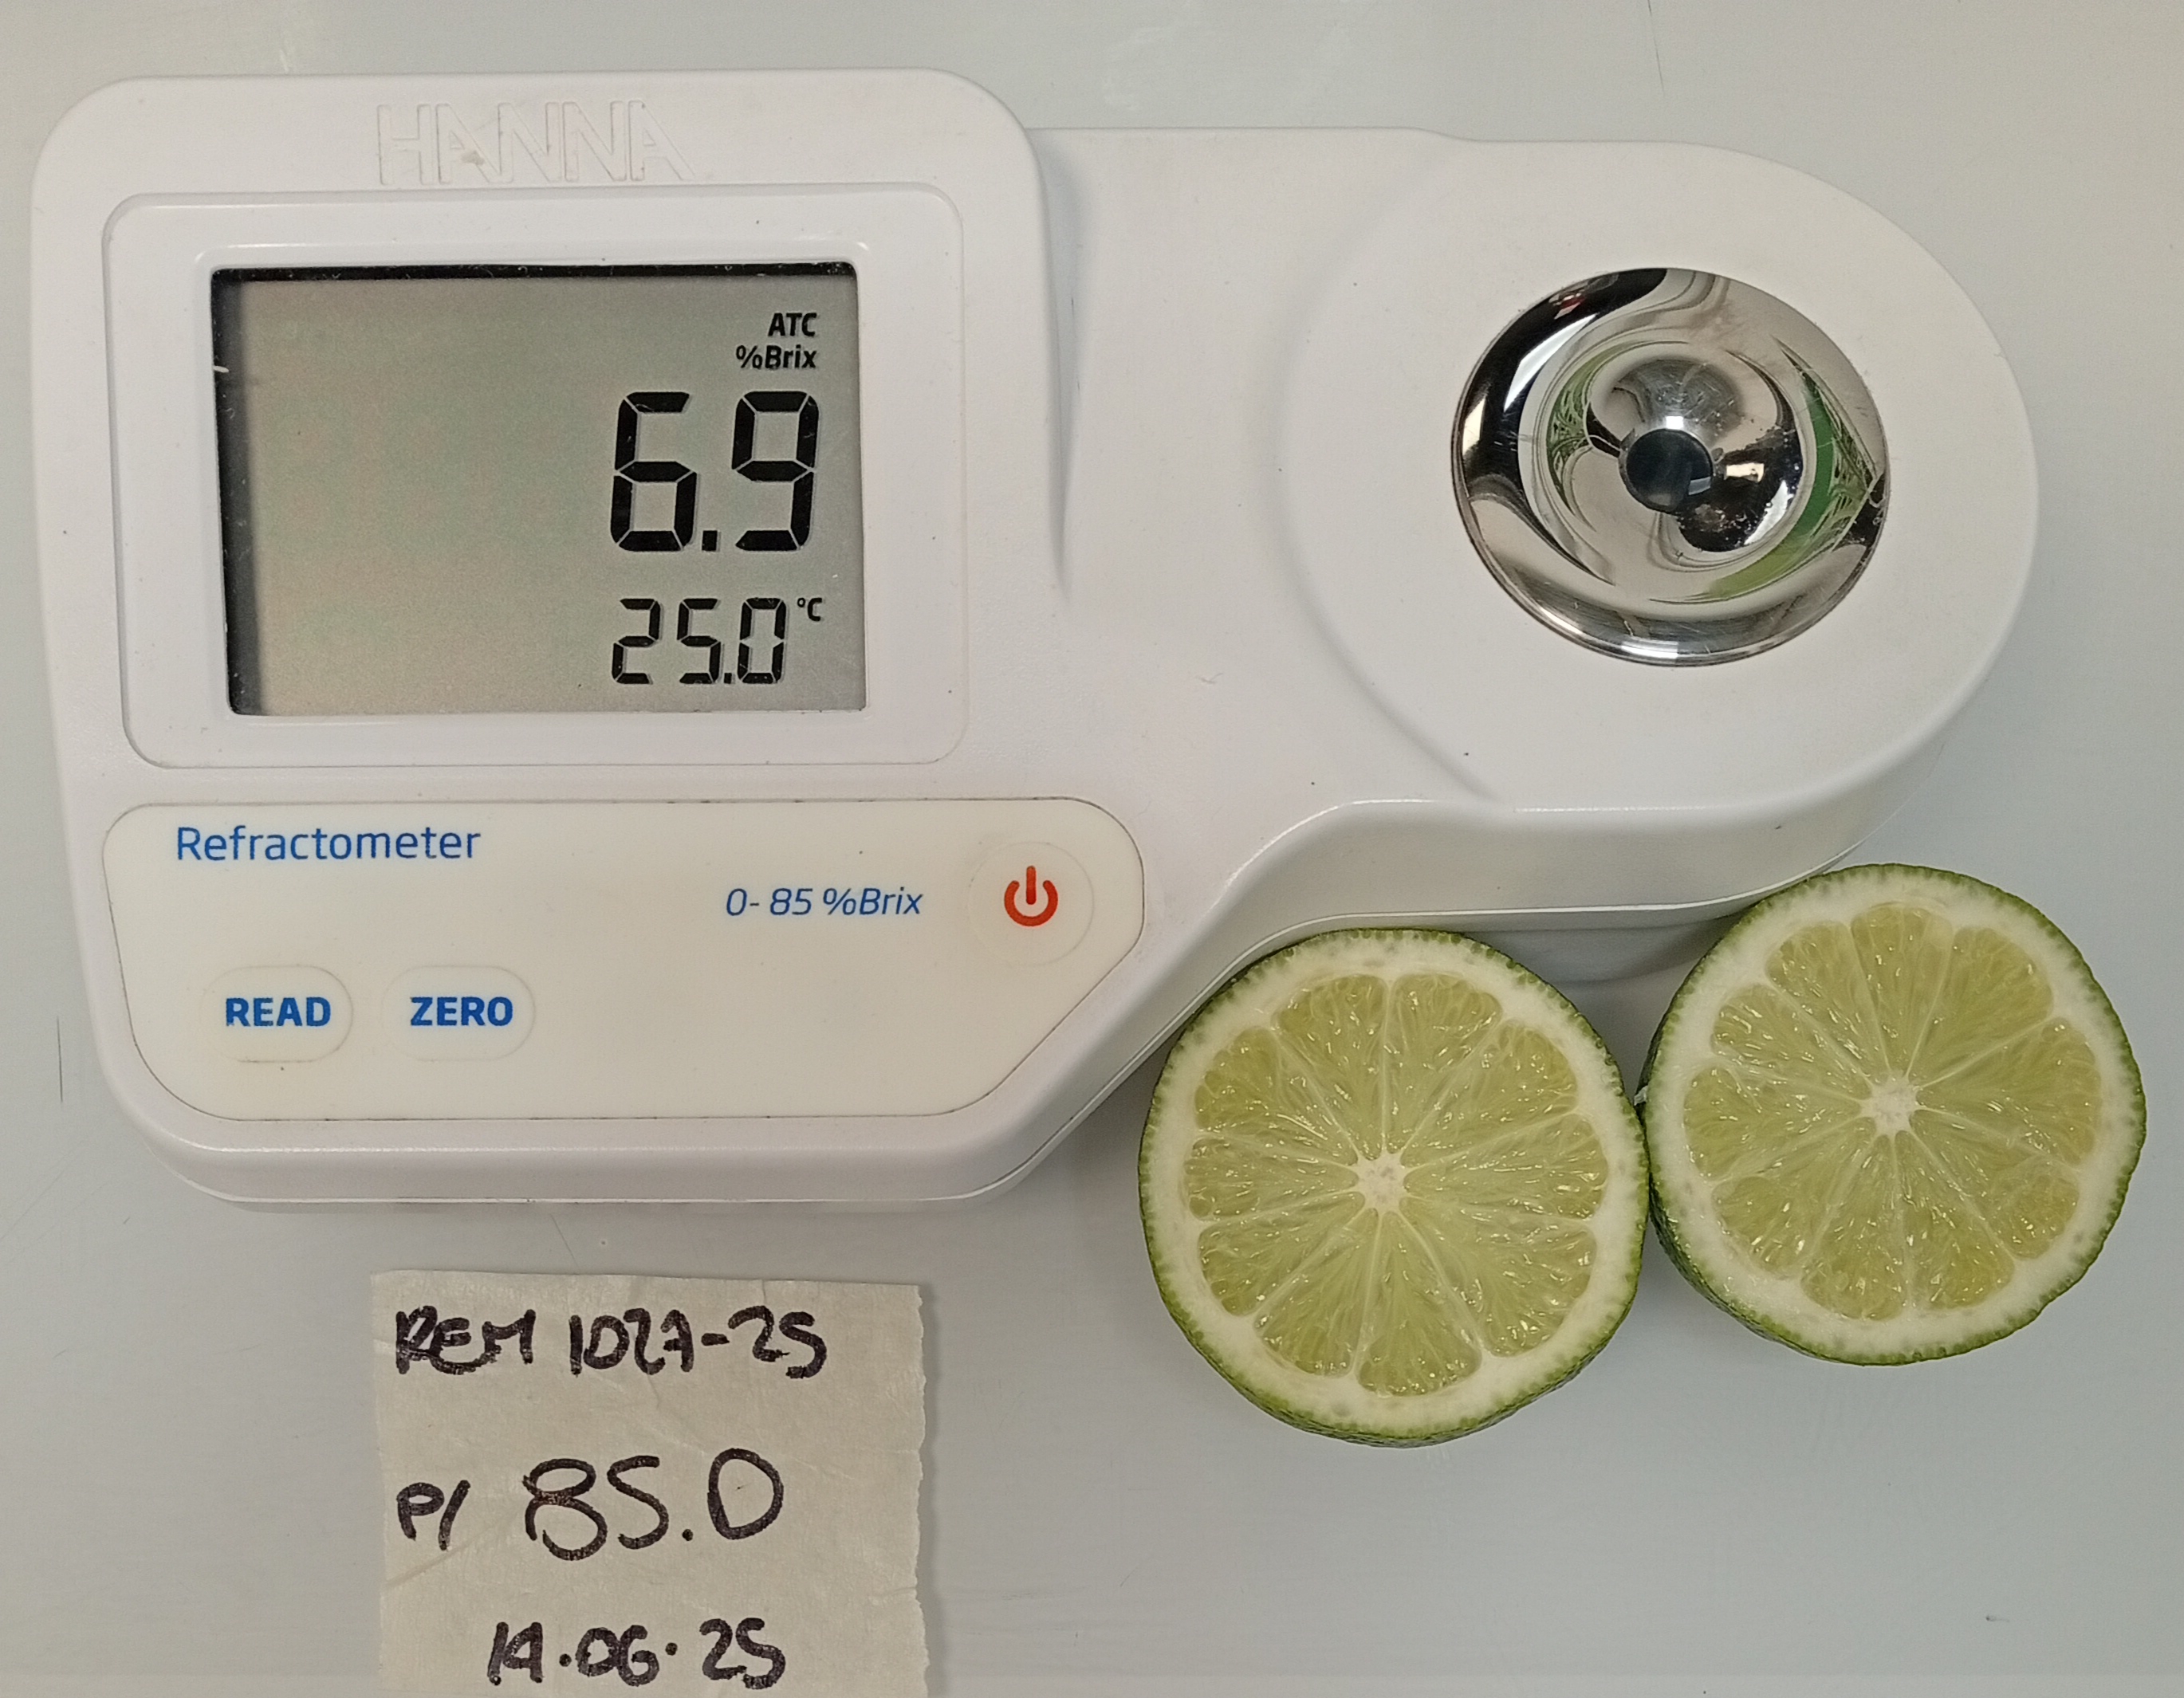 HANNA
ATC
%Brix
6.9
25.0 °C
Refractometer
0-85 %Brix
READ ZERO
REM 1027-25
P/ 85.0
19.06.25